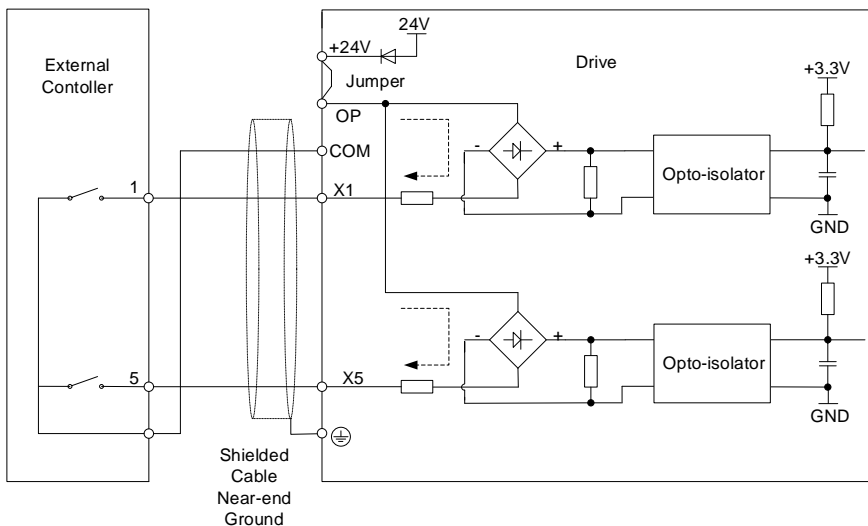 24V
+24V
External
Contoller
Jumper
Drive
+3.3V
OP
COM
-
+
1
X1
Opto-isolator
GND
+3.3V
-
+
5
X5
Opto-isolator
GND
Shielded
Cable
Near-end
Ground